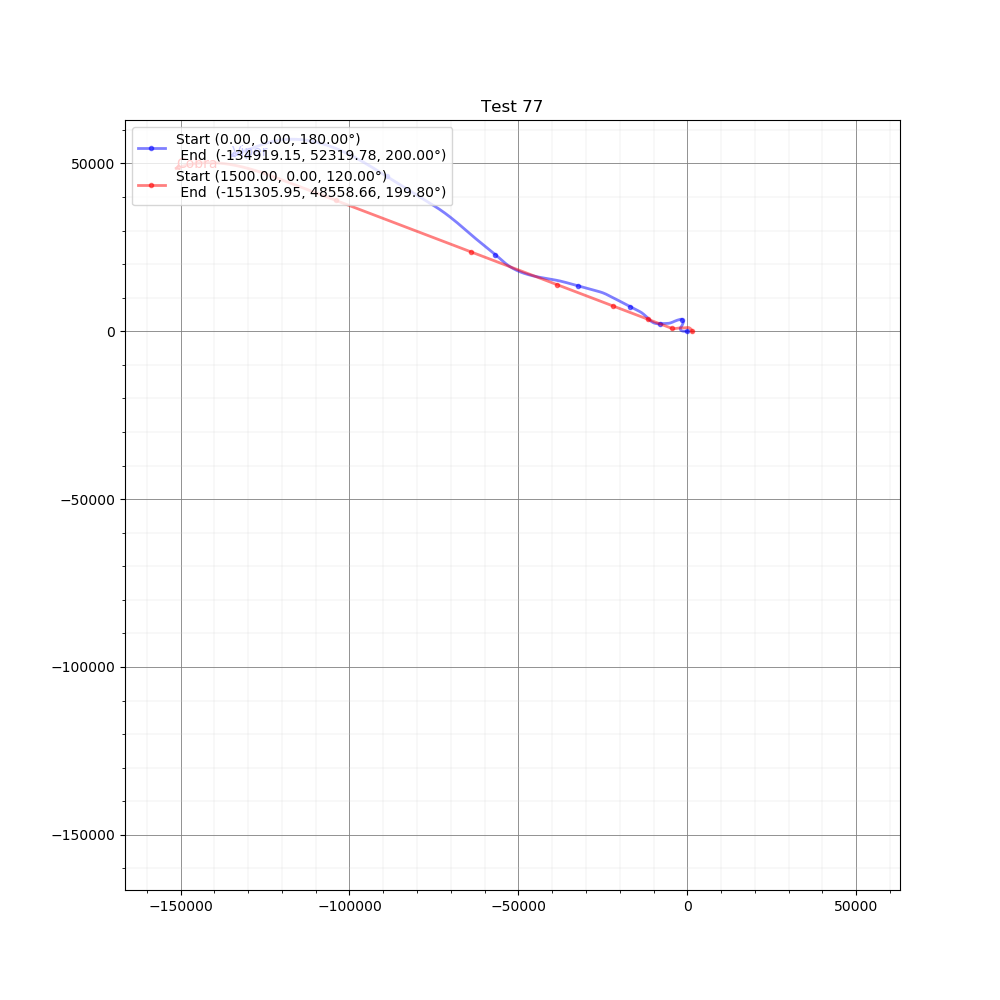 Test 77
Start (0.00, 0.00, 180.00°)
End (-134919.15, 52319.78, 200.00°)
Start (1500.00, 0.00, 120.00°)
End (-151305.95, 48558.66, 199.80°)
50000
0
−50000
−100000
−150000
−150000
−100000
−50000
0
50000